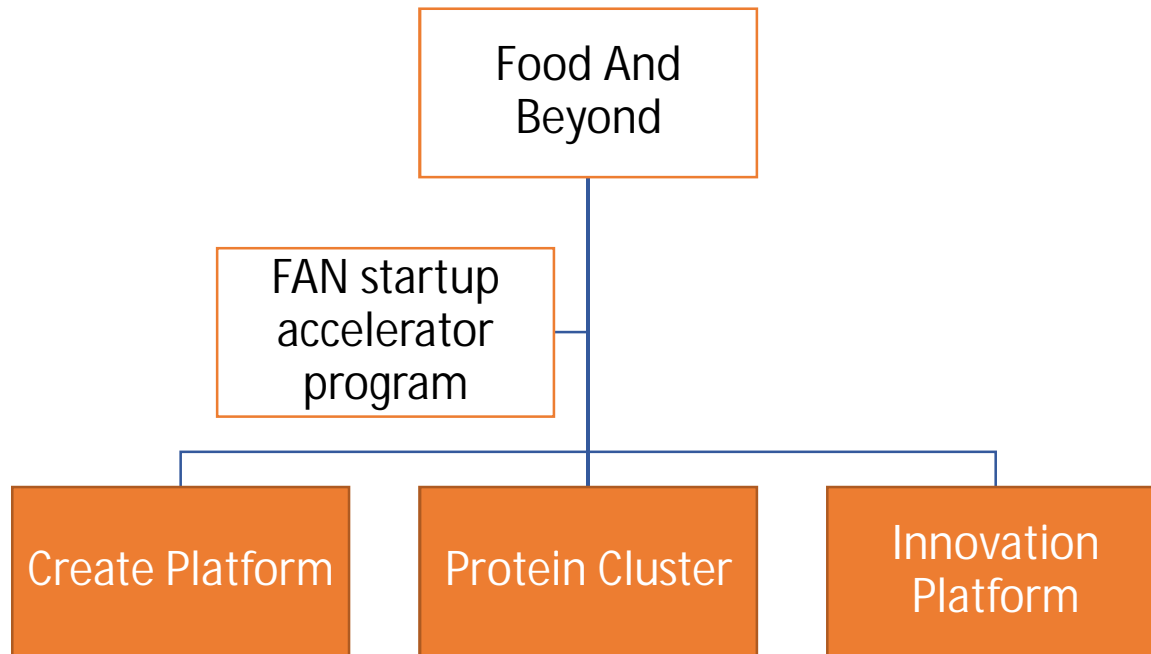 Food And
Beyond
FAN startup
accelerator
program
Create Platform
Protein Cluster
Innovation
Platform